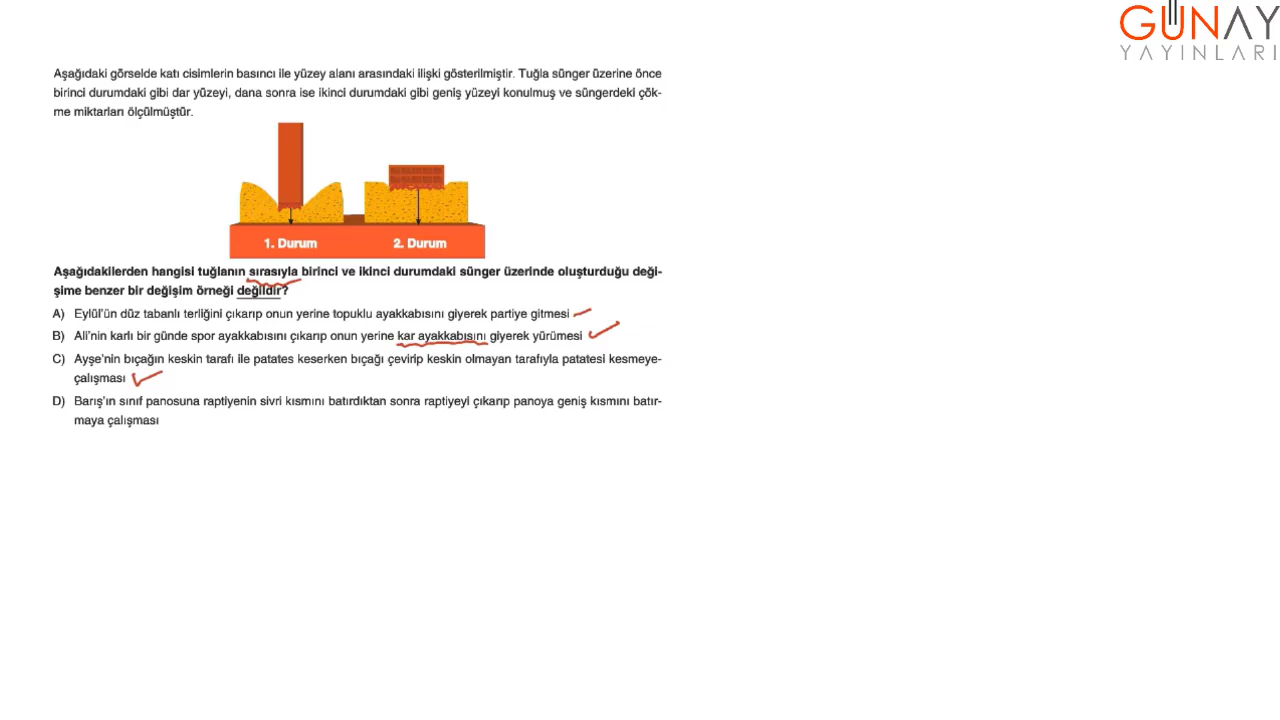 GÜNAY
YAYINLARI
Aşağıdaki görselde katı cisimlerin basıncı ile yüzey alanı arasındaki ilişki gösterilmiştir. Tuğla sünger üzerine önce
birinci durumdaki gibi dar yüzeyi, dana sonra ise ikinci durumdaki gibi geniş yüzeyi konulmuş ve süngerdeki çök-
me miktarları ölçülmüştür.
1. Durum 2. Durum
Aşağıdakilerden hangisi tuğlanın sırasıyla birinci ve ikinci durumdaki sünger üzerinde oluşturduğu deği-
şime benzer bir değişim örneği değildir?
A) Eylül'ün düz tabanlı terliğini çıkarıp onun yerine topuklu ayakkabısını giyerek partiye gitmesi
B) Ali'nin karlı bir günde spor ayakkabısını çıkarıp onun yerine kar ayakkabısını giyerek yürümesi
C) Ayşe'nin bıçağın keskin tarafı ile patates keserken bıçağı çevirip keskin olmayan tarafıyla patatesi kesmeye-
çalışması
D) Barış'ın sınıf panosuna raptiyenin sivri kısmını batırdıktan sonra raptiyeyi çıkarıp panoya geniş kısmını batır-
maya çalışması